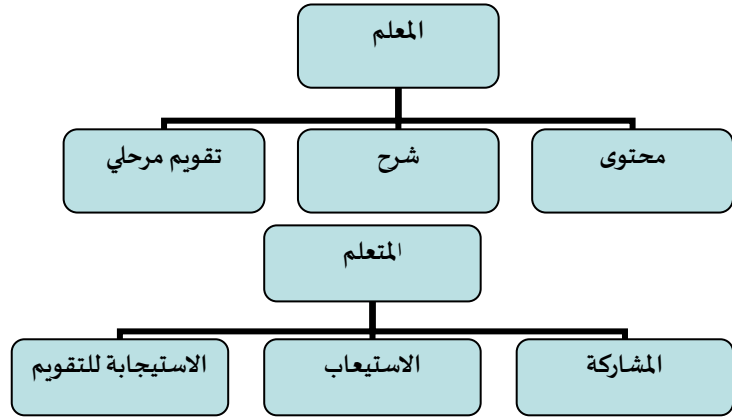 المعلم
محتوى
شرح
تقويم مرحلي
المتعلم
المشاركة
الاستيعاب
الاستيجابة للتقويم